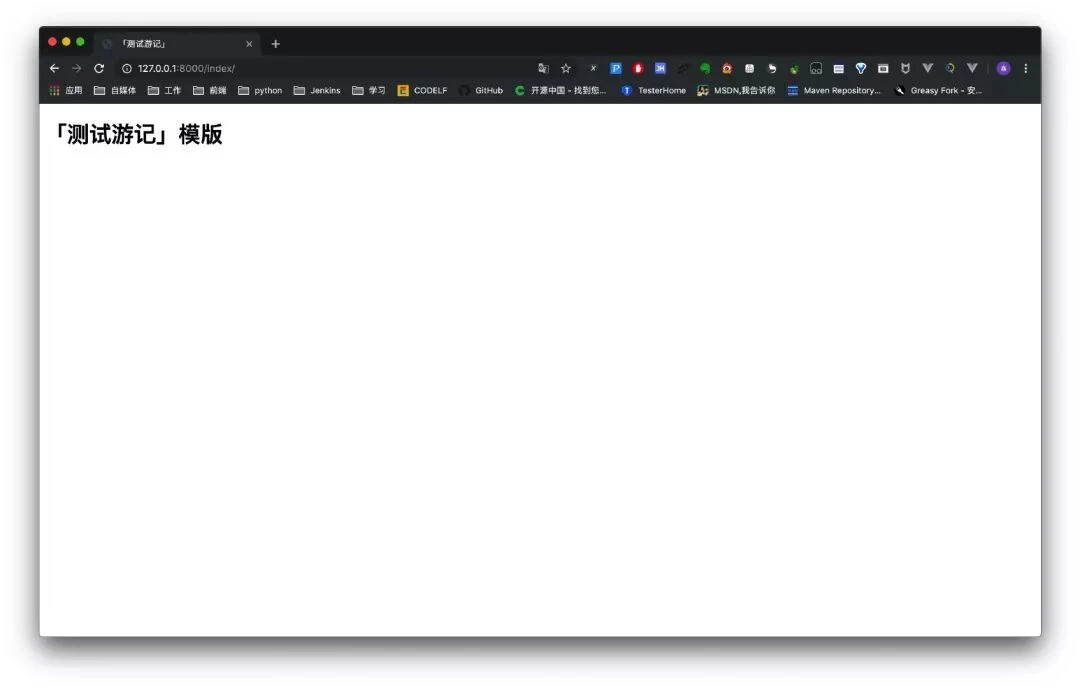 「测试游记」
127.0.0.1:8000/index/
应用 自媒体 工作 前端 python Jenkins 学习 CODELF GitHub 开源中国 - 找到您... TesterHome MSDN,我告诉你 Maven Repository... Greasy Fork - 安...
「测试游记」模版